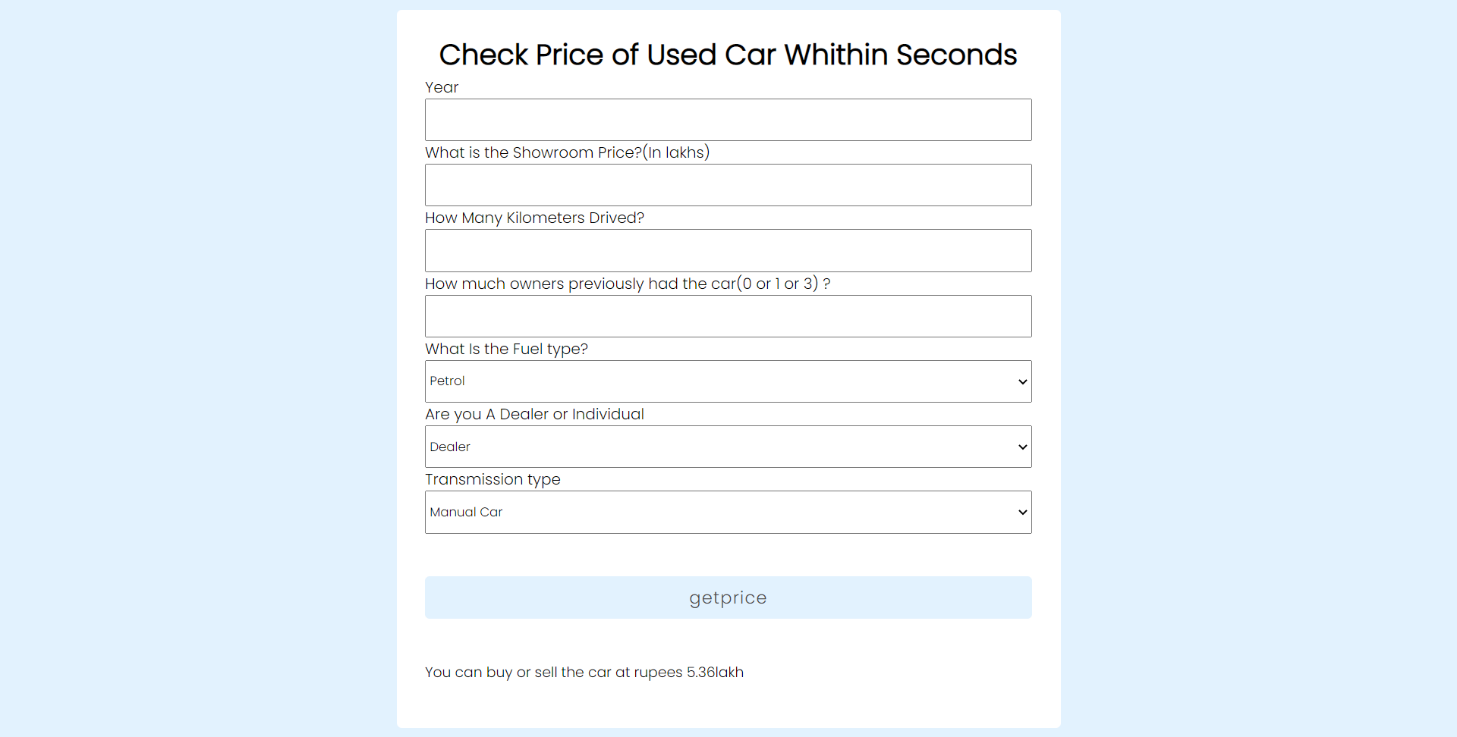 Check Price of Used Car Whithin Seconds
Year
What is the Showroom Price?(In lakhs)
How Many Kilometers Drived?
How much owners previously had the car(0 or 1 or 3) ?
What Is the Fuel type?
Petrol
Are you A Dealer or Individual
Dealer
Transmission type
Manual Car
getprice
You can buy or sell the car at rupees 5.36lakh